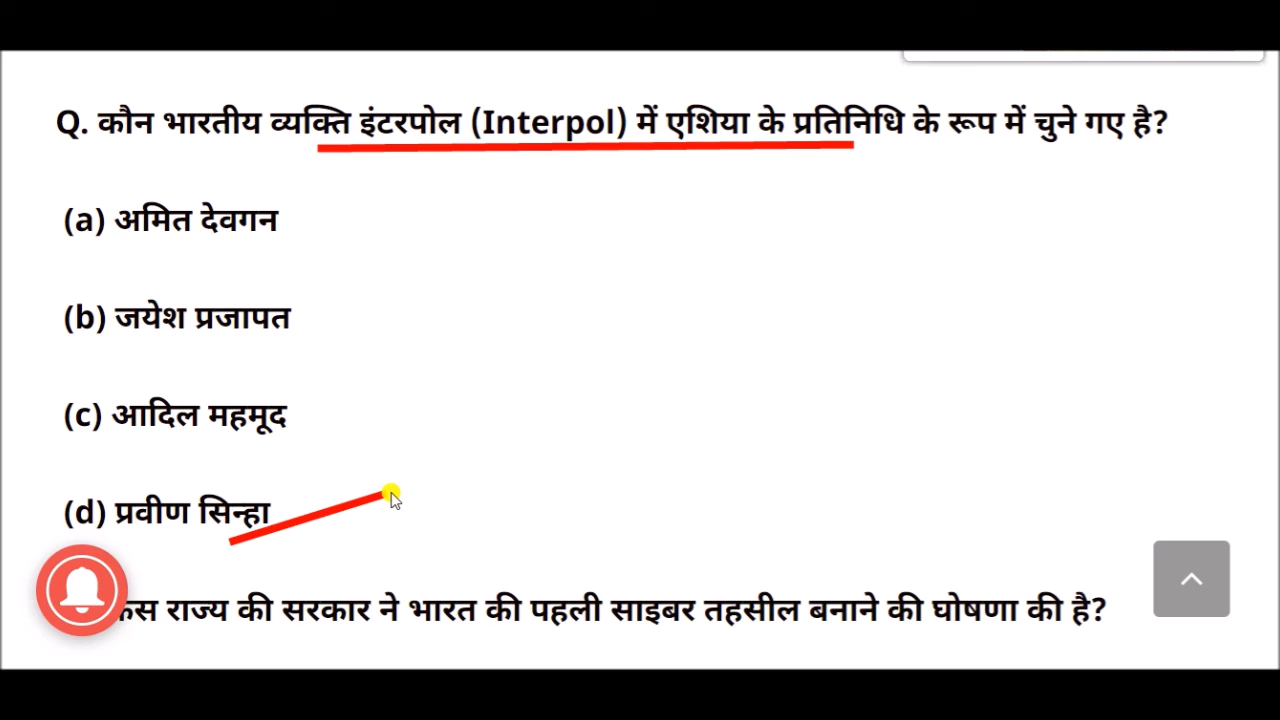 Q. कौन भारतीय व्यक्ति इंटरपोल (Interpol) में एशिया के प्रतिनिधि के रूप में चुने गए है?
(a) अमित देवगन
(b) जयेश प्रजापत
(c) आदिल महमूद
(d) प्रवीण सिन्हा
राज्य की सरकार ने भारत की पहली साइबर तहसील बनाने की घोषणा की है?